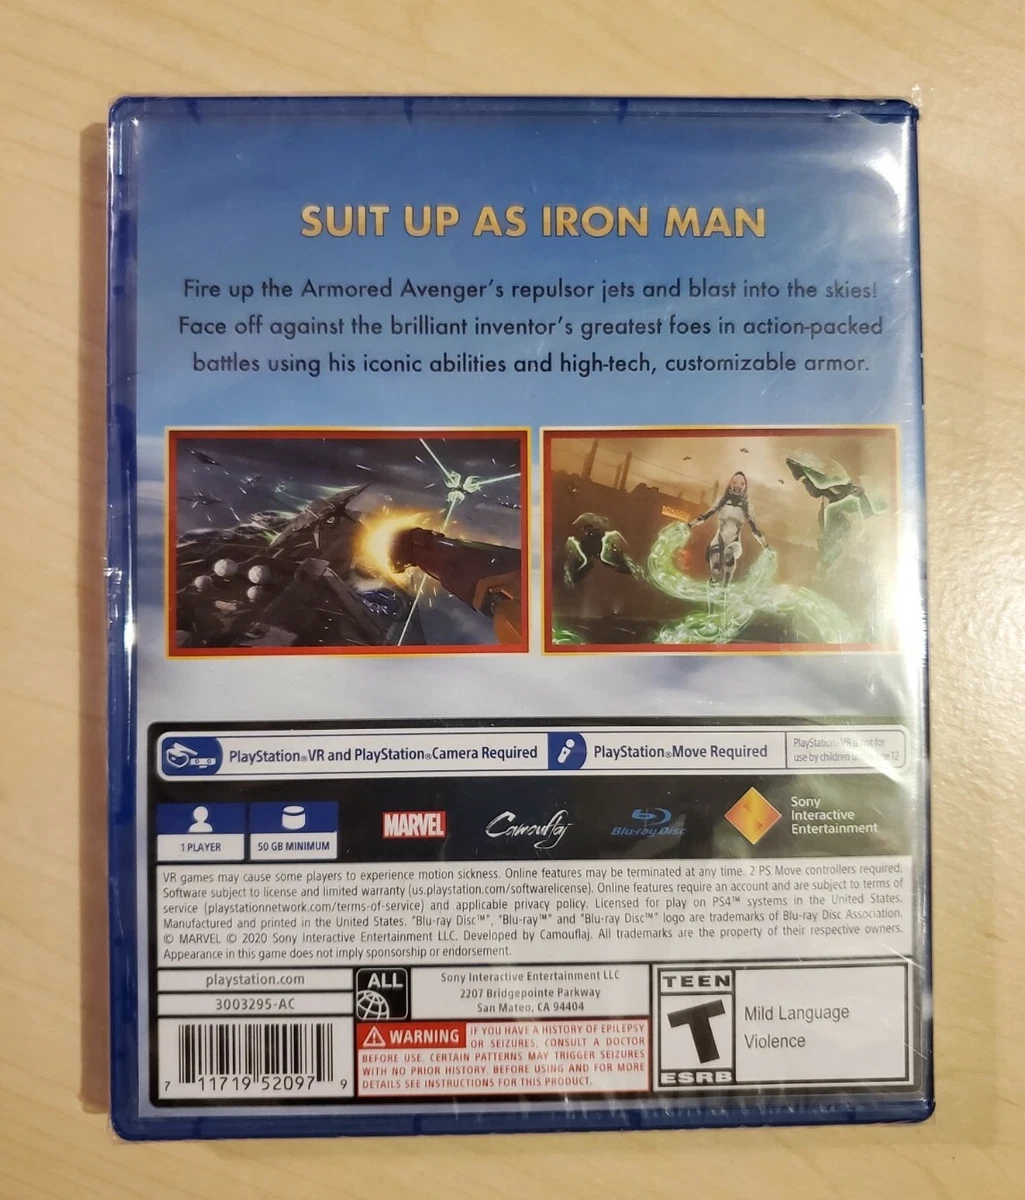 SUIT UP AS IRON MAN
Fire up the Armored Avenger's repulsor jets and blast into the skies!
Face off against the brilliant inventor's greatest foes in action-packed
battles using his iconic abilities and high-tech, customizable armor.
PlayStation®VR and PlayStation®Camera Required
PlayStation®Move Required
PlayStation®VR is not for
use by children 12
1 PLAYER
50 GB MINIMUM
MARVEL
Camouflaj
Blu-ray Disc
Sony
Interactive
Entertainment
VR games may cause some players to experience motion sickness. Online features may be terminated at any time. 2 PS Move controllers required.
Software subject to license and limited warranty (us.playstation.com/softwarelicense). Online features require an account and are subject to terms of
service (playstationnetwork.com/terms-of-service) and applicable privacy policy. Licensed for play on PS4™ systems in the United States.
Manufactured and printed in the United States. "Blu-ray Disc™", "Blu-ray™" and "Blu-ray Disc™" logo are trademarks of Blu-ray Disc Association.
© MARVEL © 2020 Sony Interactive Entertainment LLC. Developed by Camouflaj. All trademarks are the property of their respective owners.
Appearance in this game does not imply sponsorship or endorsement.
playstation.com
3003295-AC
7 11719 52097 9
ALL
Sony Interactive Entertainment LLC
2207 Bridgepointe Parkway
San Mateo, CA 94404
WARNING IF YOU HAVE A HISTORY OF EPILEPSY
OR SEIZURES, CONSULT A DOCTOR
BEFORE USE. CERTAIN PATTERNS MAY TRIGGER SEIZURES
WITH NO PRIOR HISTORY. BEFORE USING AND FOR MORE
DETAILS SEE INSTRUCTIONS FOR THIS PRODUCT.
TEEN
T
ESRB
Mild Language
Violence